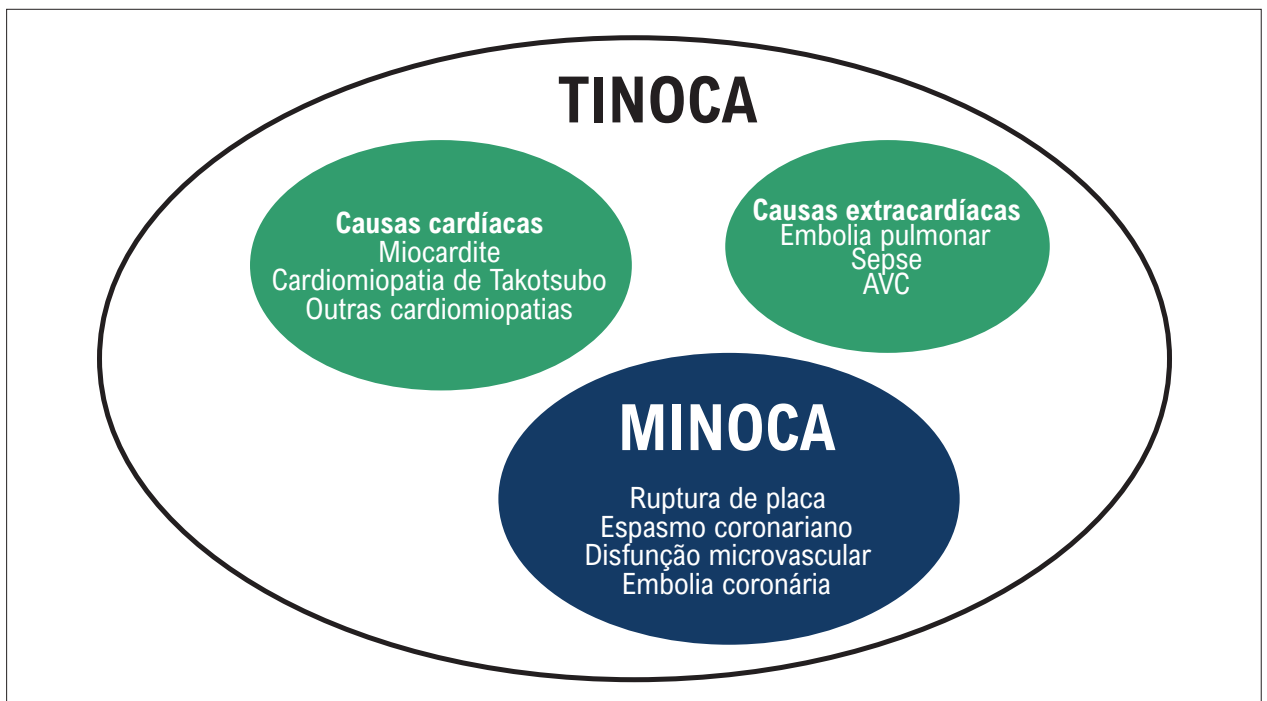 TINOCA
Causas cardíacas
Miocardite
Cardiomiopatia de Takotsubo
Outras cardiomiopatias
Causas extracardíacas
Embolia pulmonar
Sepse
AVC
MINOCA
Ruptura de placa
Espasmo coronariano
Disfunção microvascular
Embolia coronária